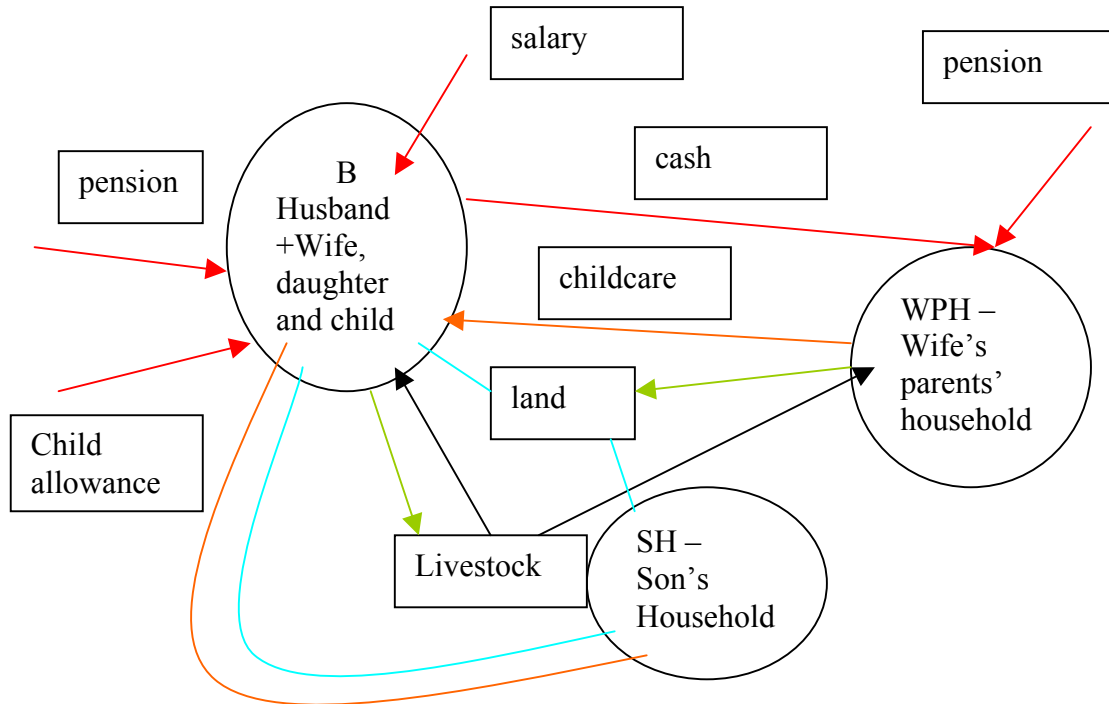 salary
pension
cash
pension
B
Husband
+Wife,
daughter
and child
childcare
WPH –
Wife’s
parents’
household
land
Child
allowance
Livestock
SH –
Son’s
Household